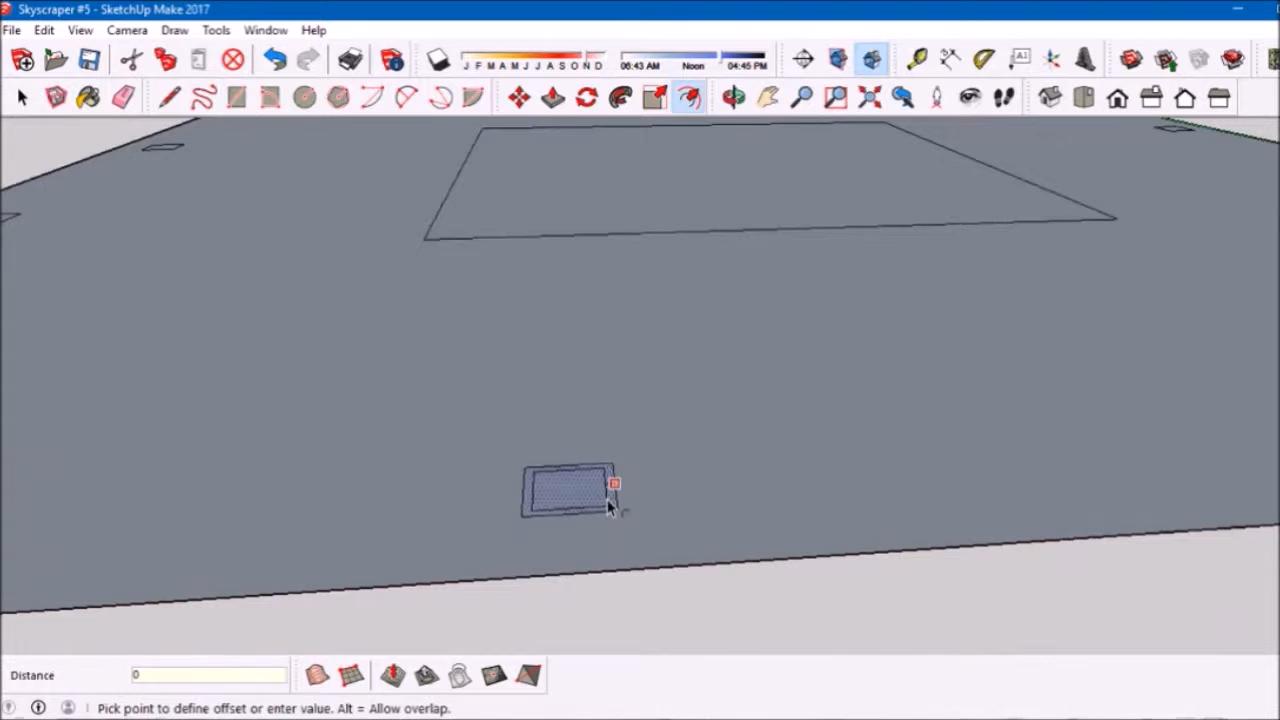 Skyscraper #5 - SketchUp Make 2017
File Edit View Camera Draw Tools Window Help
J F M A M J J A S O N D 06:43 AM Noon 04:45 PM
A1
Distance 0
Pick point to define offset or enter value. Alt = Allow overlap.